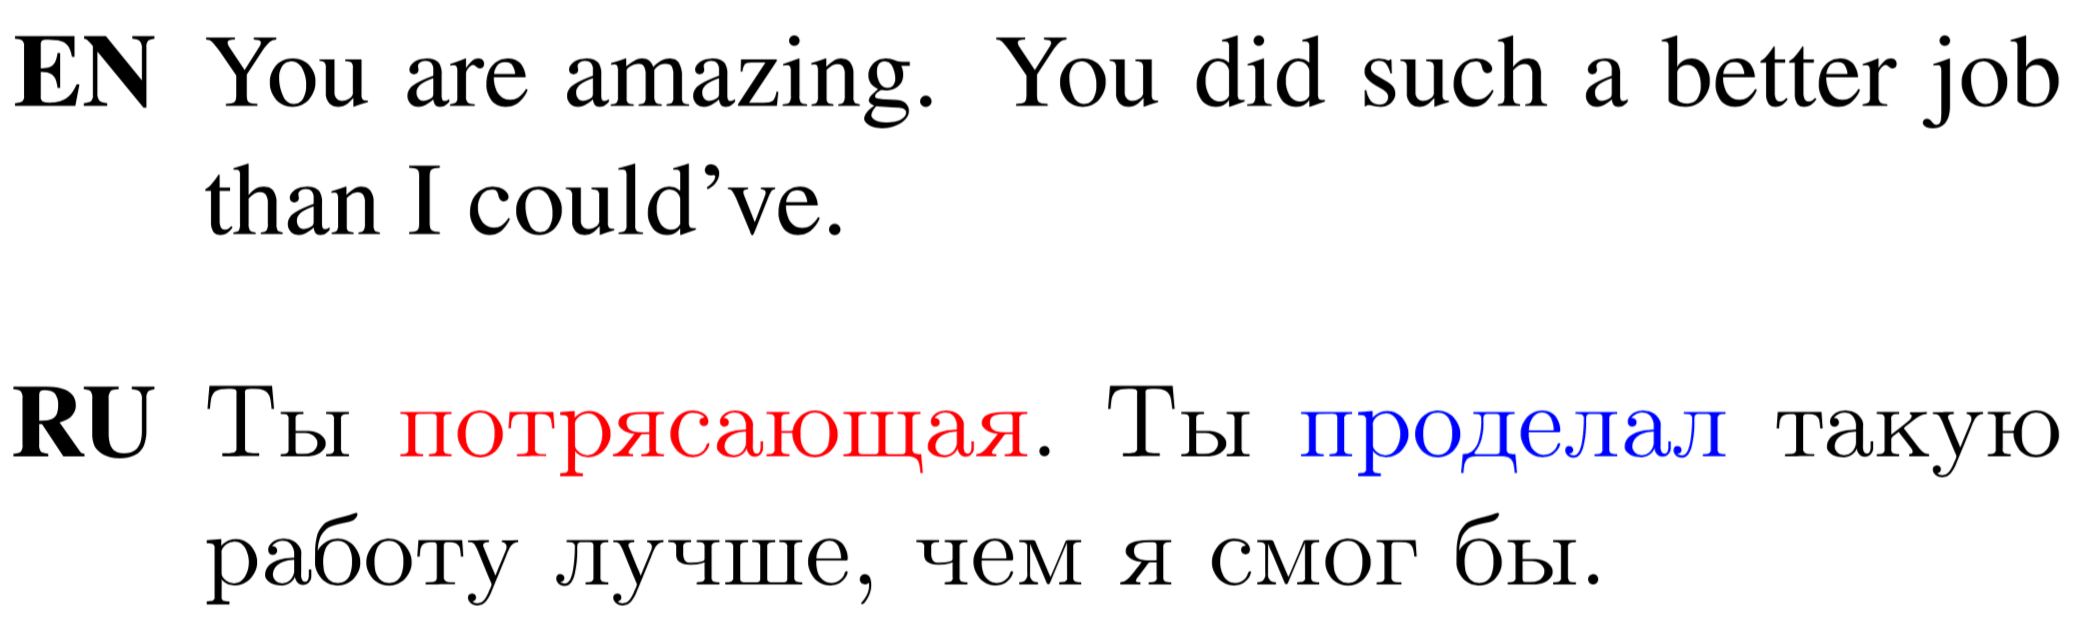 EN You are amazing. You did such a better job
than I could’ve.
RU Ты потрясающая. Ты проделал такую
работу лучше, чем я смог бы.